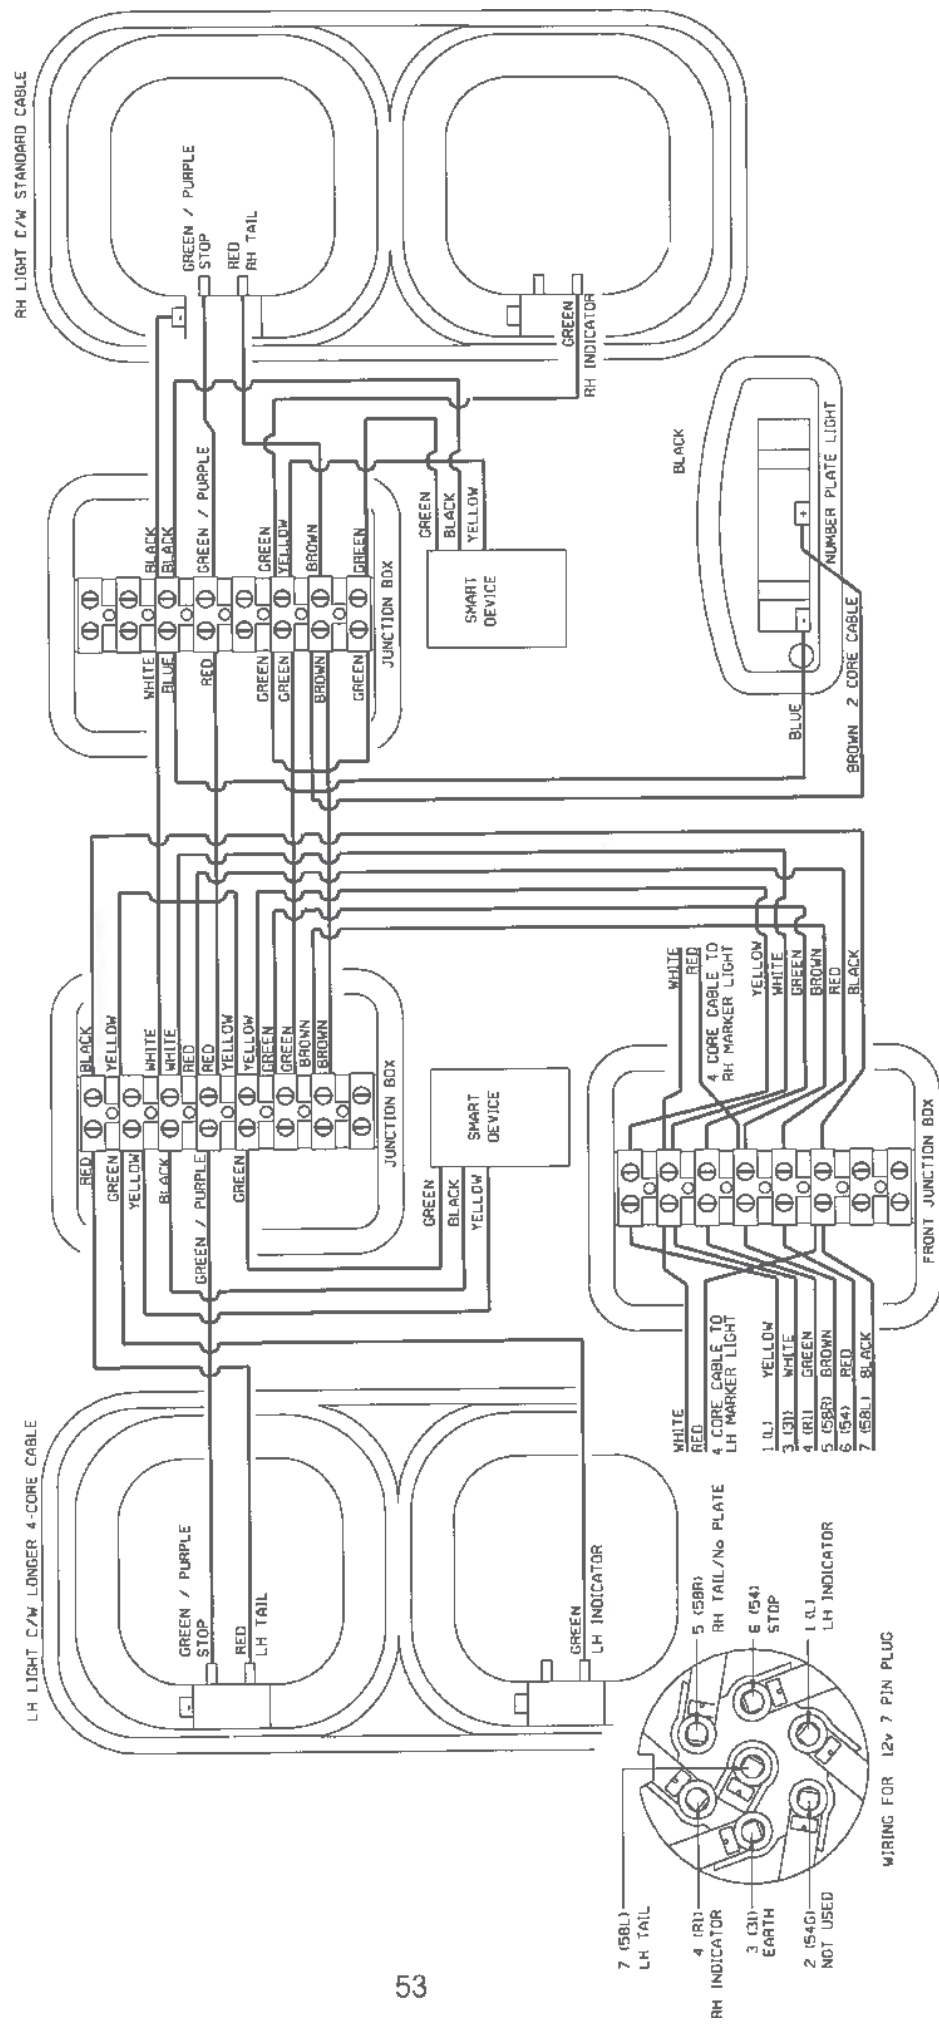 RH LIGHT C/W STANDARD CABLE
GREEN / PURPLE
STOP
RED
RH TAIL
GREEN
RH INDICATOR
BLACK
BLACK
GREEN / PURPLE
GREEN
YELLOW
BROWN
GREEN
JUNCTION BOX
WHITE
BLUE
RED
GREEN
GREEN
BROWN
GREEN
GREEN
BLACK
YELLOW
SMART
DEVICE
BLACK
NUMBER PLATE LIGHT
BLUE
BROWN 2 CORE CABLE
BLACK
YELLOW
WHITE
WHITE
RED
RED
YELLOW
YELLOW
GREEN
GREEN
BROWN
BROWN
JUNCTION BOX
RED
GREEN
YELLOW
BLACK
GREEN / PURPLE
GREEN
GREEN
BLACK
YELLOW
SMART
DEVICE
WHITE
RED
4 CORE CABLE TO
RH MARKER LIGHT
YELLOW
WHITE
GREEN
BROWN
RED
BLACK
FRONT JUNCTION BOX
WHITE
RED
4 CORE CABLE TO
LH MARKER LIGHT
1 (L) YELLOW
3 (31) WHITE
4 (R) GREEN
5 (58R) BROWN
6 (54) RED
7 (58L) BLACK
LH LIGHT C/W LONGER 4-CORE CABLE
GREEN / PURPLE
STOP
RED
LH TAIL
GREEN
LH INDICATOR
5 (58R)
RH TAIL/No PLATE
6 (54)
STOP
1 (L)
LH INDICATOR
7 (58L)
LH TAIL
4 (R)
RH INDICATOR
3 (31)
EARTH
2 (54G)
NOT USED
WIRING FOR 12v 7 PIN PLUG
53